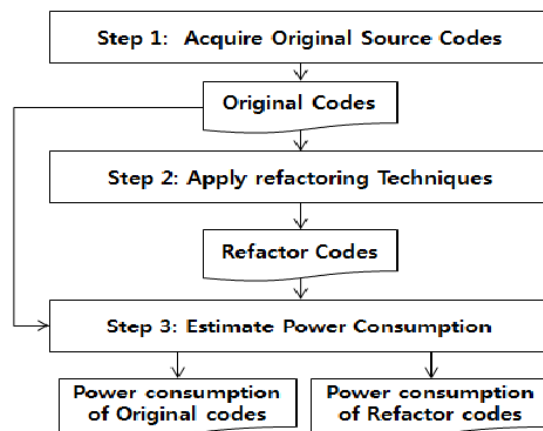 Step 1: Acquire Original Source Codes
Original Codes
Step 2: Apply refactoring Techniques
Refactor Codes
Step 3: Estimate Power Consumption
Power consumption
of Original codes
Power consumption
of Refactor codes